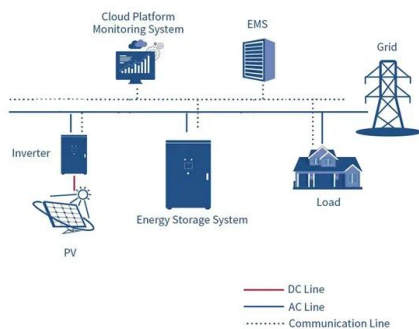 Cloud Platform
Monitoring System
EMS
Grid
Inverter
Energy Storage System
Load
PV
DC Line
AC Line
Communication Line